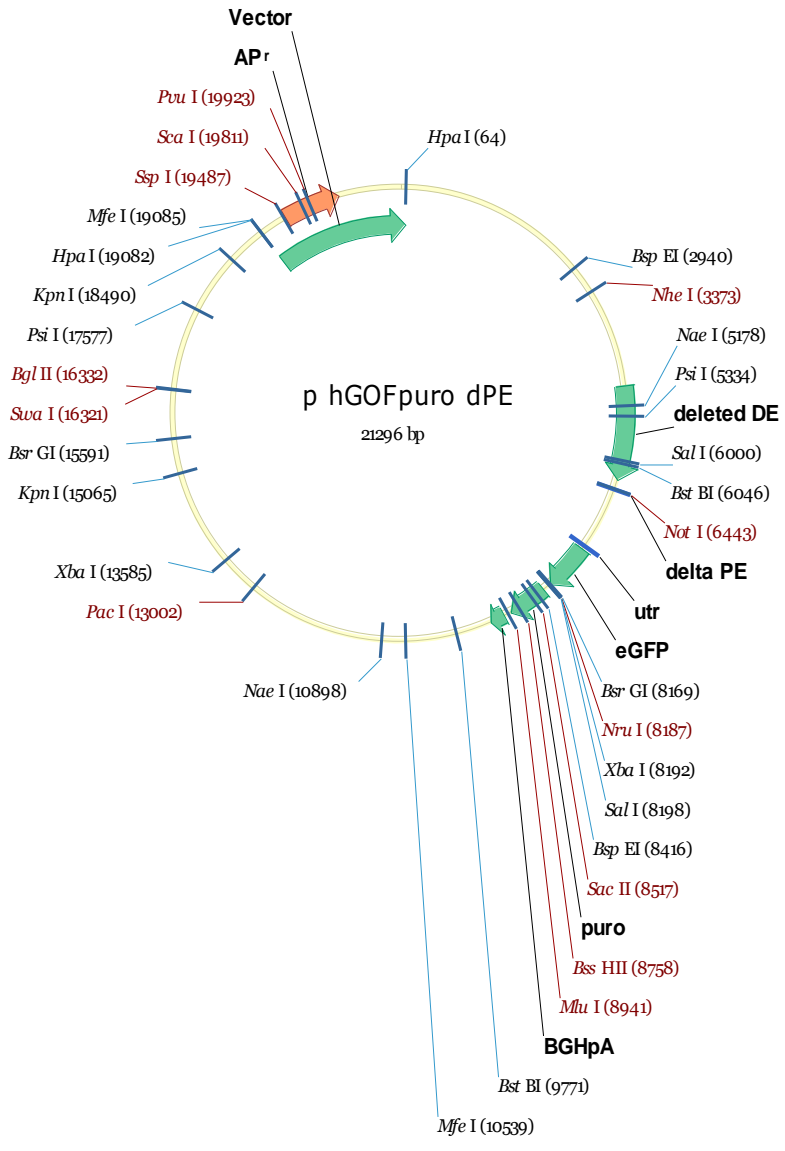 Vector
APr
Pvu I (19923)
Sca I (19811)
Hpa I (64)
Ssp I (19487)
Mfe I (19085)
Hpa I (19082)
Bsp EI (2940)
Kpn I (18490)
Nhe I (3373)
Psi I (17577)
Nae I (5178)
Bgl II (16332)
Psi I (5334)
p hGOFpuro dPE
Swa I (16321)
deleted DE
21296 bp
Bsr GI (15591)
Sal I (6000)
Kpn I (15065)
Bst BI (6046)
Not I (6443)
Xba I (13585)
delta PE
Pac I (13002)
utr
eGFP
Nae I (10898)
Bsr GI (8169)
Nru I (8187)
Xba I (8192)
Sal I (8198)
Bsp EI (8416)
Sac II (8517)
puro
Bss HII (8758)
Mlu I (8941)
BGHpA
Bst BI (9771)
Mfe I (10539)